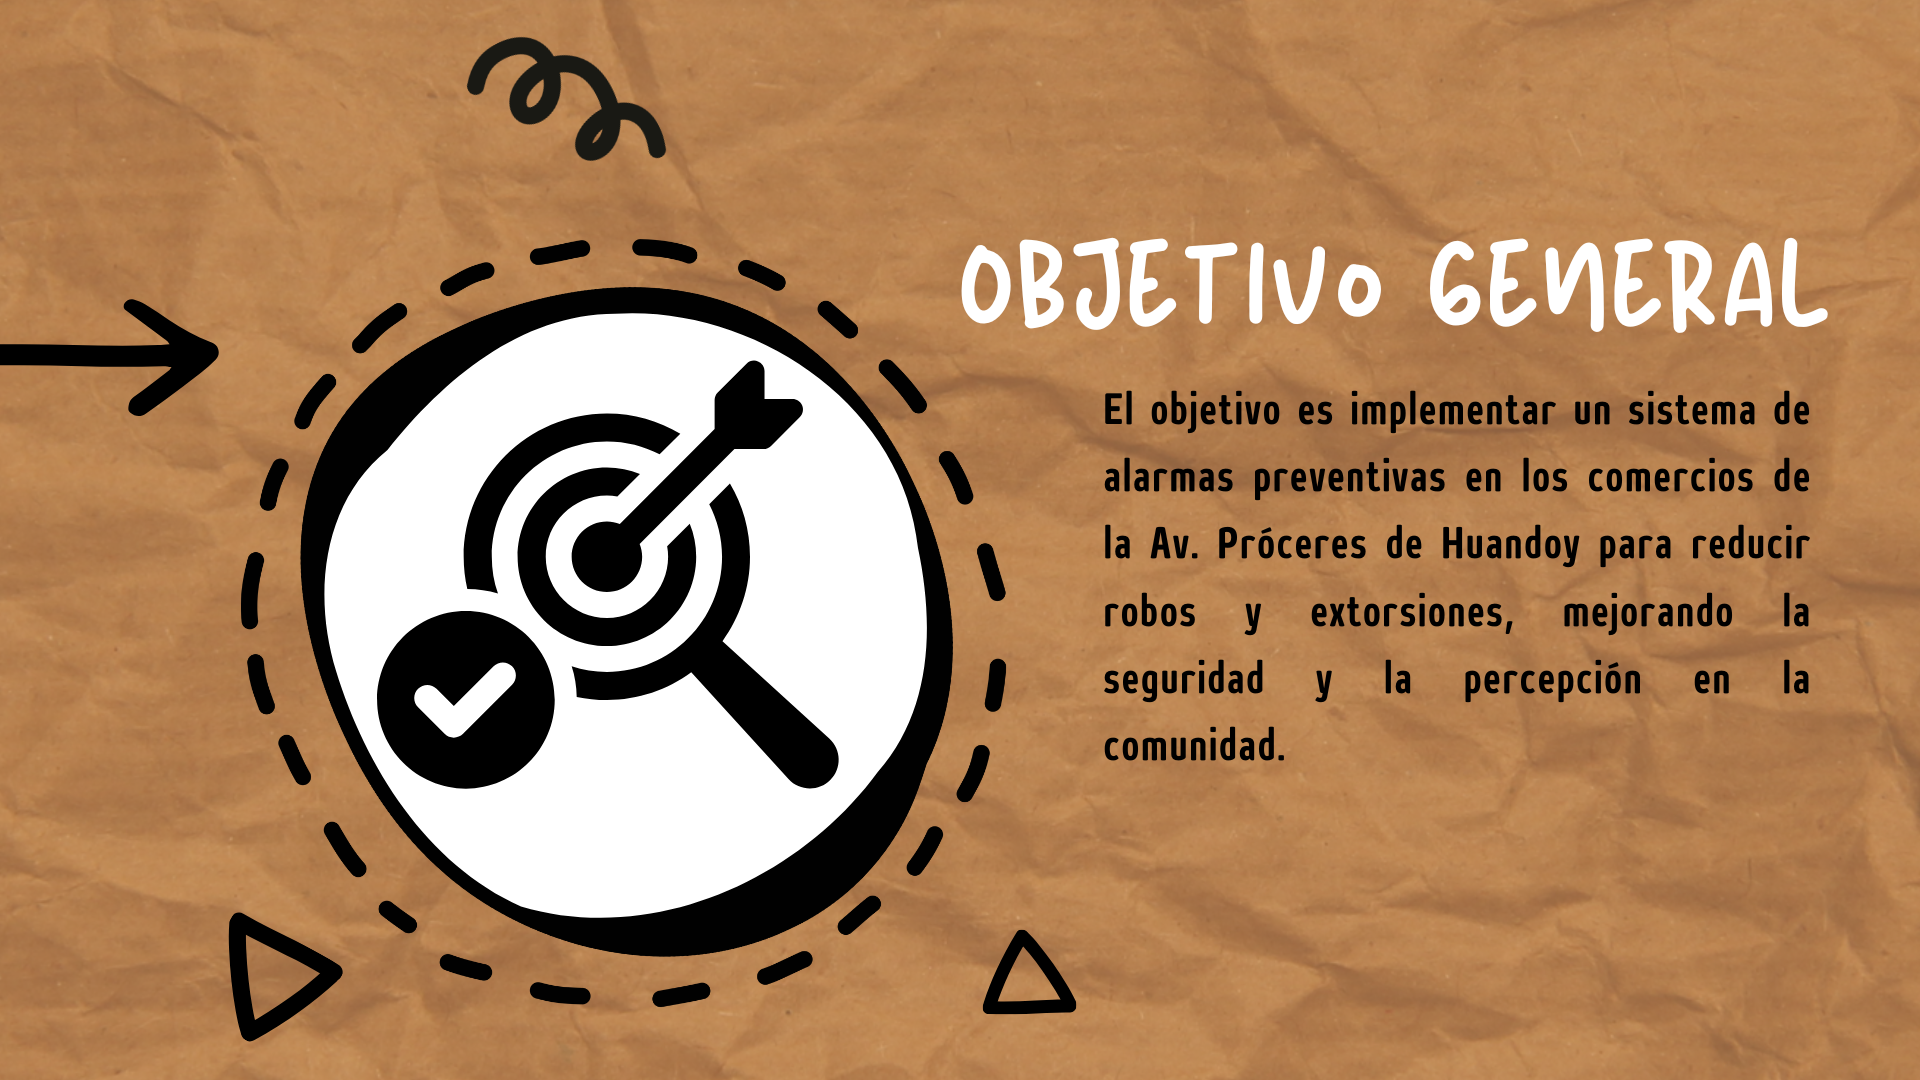 OBJETIVO GENERAL
El objetivo es implementar un sistema de
alarmas preventivas en los comercios de
la Av. Próceres de Huandoy para reducir
robos y extorsiones, mejorando la
seguridad y la percepción en la
comunidad.